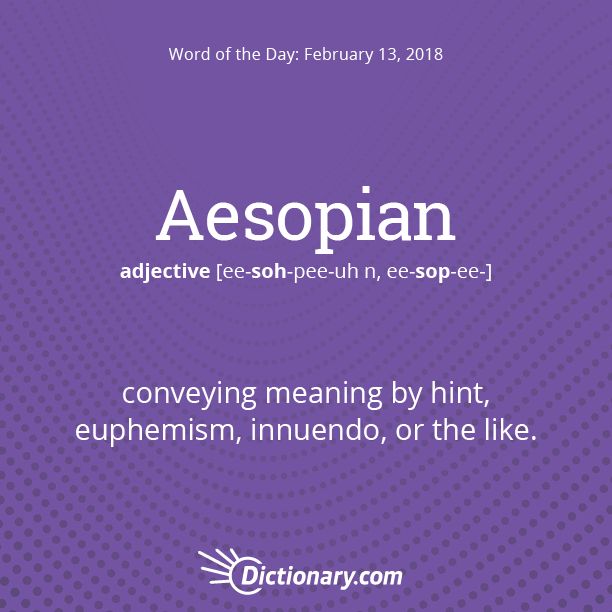 Word of the Day: February 13, 2018
Aesopian
adjective [ee-soh-pee-uh n, ee-sop-ee-]
conveying meaning by hint,
euphemism, innuendo, or the like.
Dictionary.com